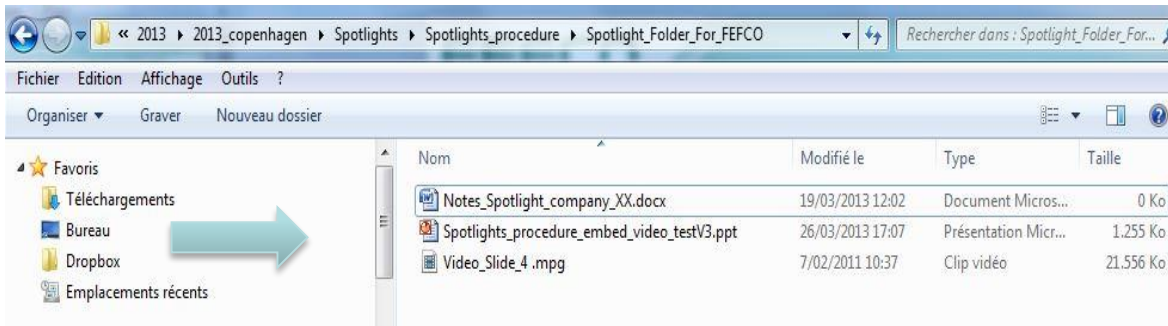 « 2013 ▸ 2013_copenhagen ▸ Spotlights ▸ Spotlights_procedure ▸ Spotlight_Folder_For_FEFCO Rechercher dans : Spotlight_Folder_For...
Fichier Edition Affichage Outils ?
Organiser Graver Nouveau dossier
Favoris
Téléchargements
Bureau
Dropbox
Emplacements récents
Nom Modifié le Type Taille
Notes_Spotlight_company_XX.docx 19/03/2013 12:02 Document Micros... 0 Ko
Spotlights_procedure_embed_video_testV3.ppt 26/03/2013 17:07 Présentation Micr... 1.255 Ko
Video_Slide_4 .mpg 7/02/2011 10:37 Clip vidéo 21.556 Ko